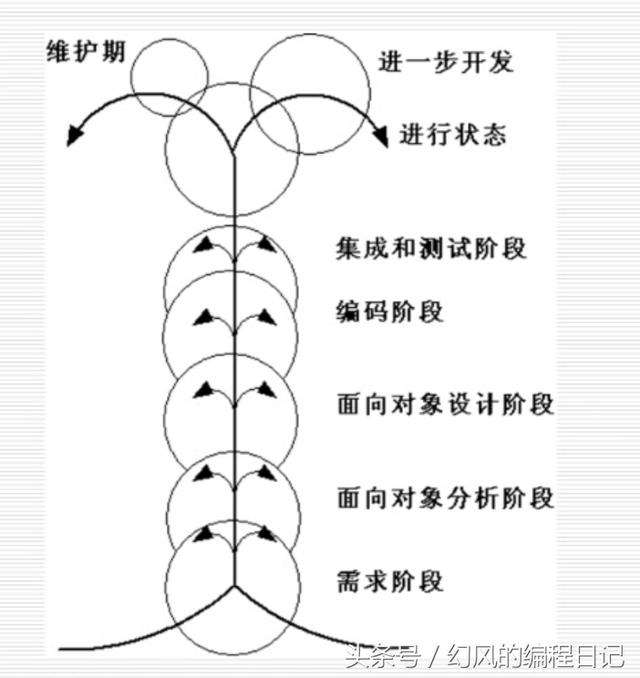 维护期
进一步开发
进行状态
集成和测试阶段
编码阶段
面向对象设计阶段
面向对象分析阶段
需求阶段
头条号 / 幻风的编程日记